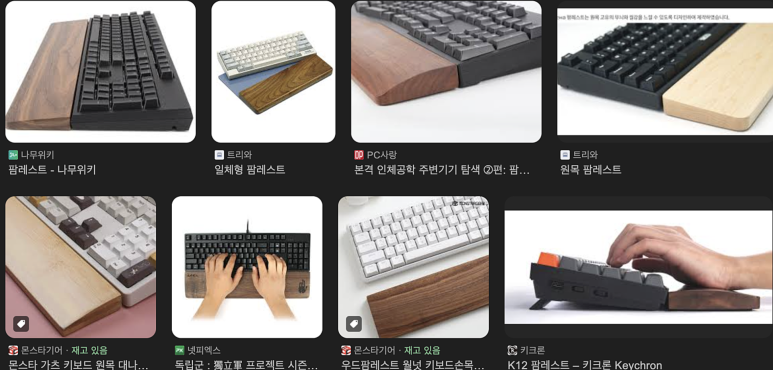 나무위키
팜레스트 - 나무위키
트리와
일체형 팜레스트
PC사랑
본격 인체공학 주변기기 탐색 ②편: 팜...
트리와
원목 팜레스트
몬스타기어 · 재고 있음
몬스타 가츠 키보드 원목 대나...
넷피엑스
독립군 : 獨立軍 프로젝트 시즌...
몬스타기어 · 재고 있음
우드팜레스트 월넛 키보드손목...
키크론
K12 팜레스트 – 키크론 Keychron